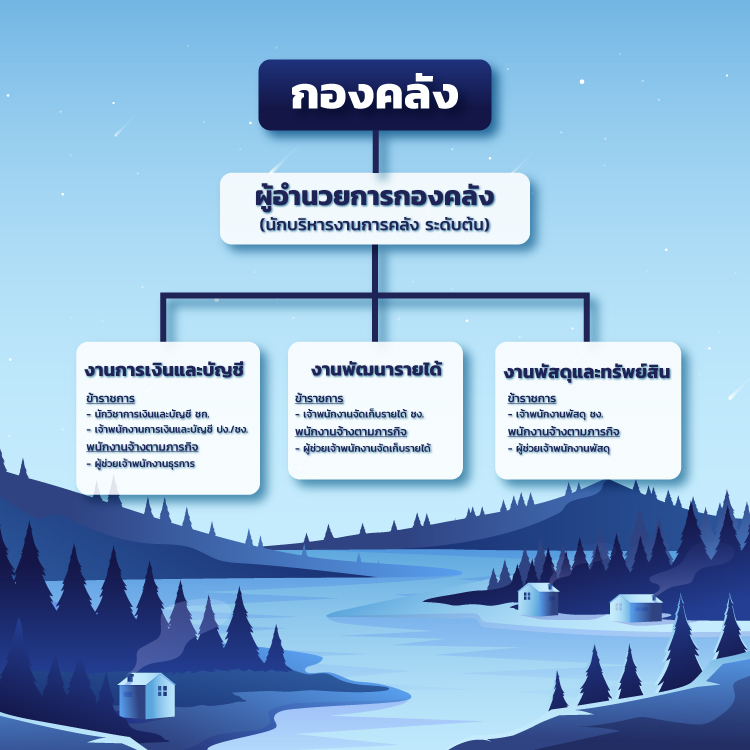 กองคลัง
ผู้อำนวยการกองคลัง
(นักบริหารงานการคลัง ระดับต้น)
งานการเงินและบัญชี
ข้าราชการ
- นักวิชาการเงินและบัญชี ชก.
- เจ้าพนักงานการเงินและบัญชี ปง./ชง.
พนักงานจ้างตามภารกิจ
- ผู้ช่วยเจ้าพนักงานธุรการ
งานพัฒนารายได้
ข้าราชการ
- เจ้าพนักงานจัดเก็บรายได้ ชง.
พนักงานจ้างตามภารกิจ
- ผู้ช่วยเจ้าพนักงานจัดเก็บรายได้
งานพัสดุและทรัพย์สิน
ข้าราชการ
- เจ้าพนักงานพัสดุ ชง.
พนักงานจ้างตามภารกิจ
- ผู้ช่วยเจ้าพนักงานพัสดุ